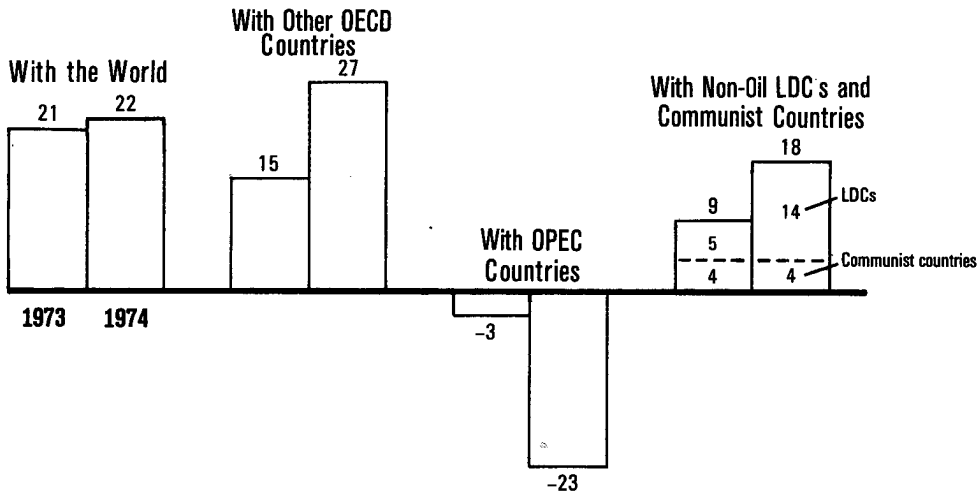 With the World
21
22
1973
1974
With Other OECD
Countries
15
27
With OPEC
Countries
-3
-23
With Non-Oil LDC's and
Communist Countries
9
5
4
18
14
4
LDCs
Communist countries